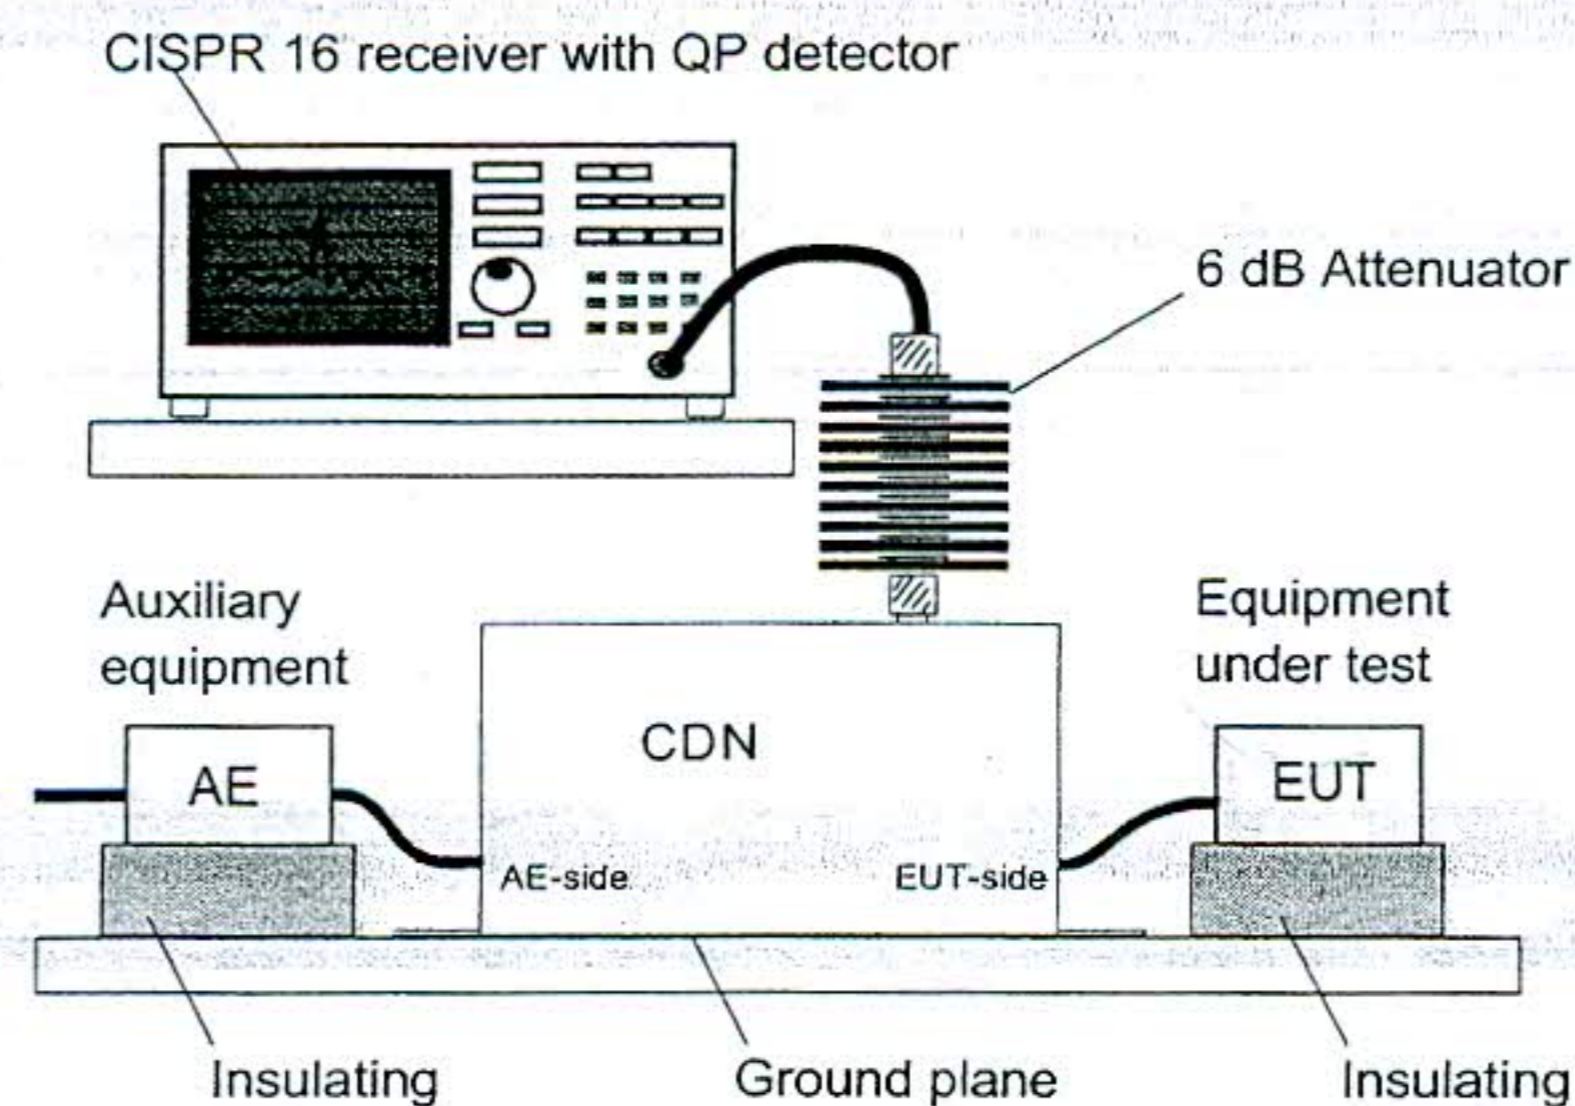 CISPR 16 receiver with QP detector
6 dB Attenuator
Auxiliary
equipment
Equipment
under test
CDN
AE
EUT
AE-side
EUT-side
Insulating
Ground plane
Insulating